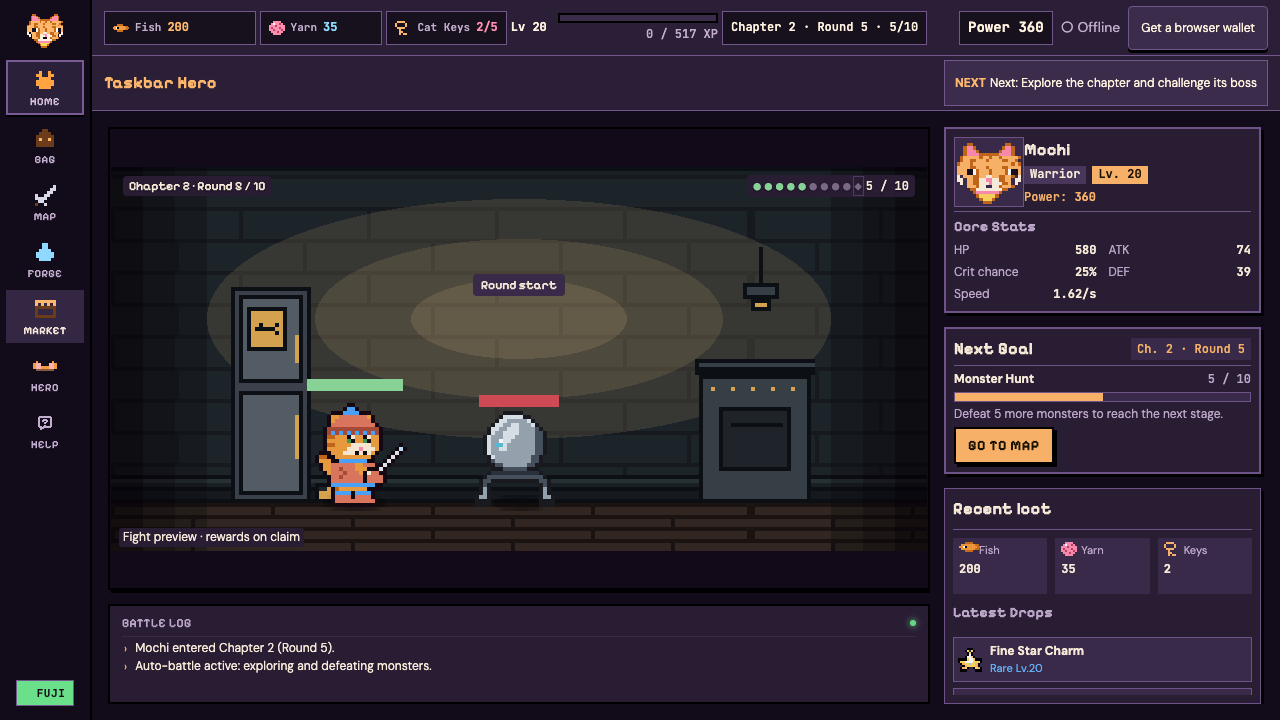 Fish 200
Yarn 35
Cat Keys 2/5
Lv 20
0 / 517 XP
Chapter 2 · Round 5 · 5/10
Power 360
Offline
Get a browser wallet
HOME
BAG
MAP
FORGE
MARKET
HERO
HELP
FUJI
Taskbar Hero
NEXT Next: Explore the chapter and challenge its boss
Chapter 2 · Round 5 / 10
5 / 10
Round start
Fight preview · rewards on claim
BATTLE LOG
› Mochi entered Chapter 2 (Round 5).
› Auto-battle active: exploring and defeating monsters.
Mochi
Warrior Lv. 20
Power: 360
Core Stats
HP 580 ATK 74
Crit chance 25% DEF 39
Speed 1.62/s
Next Goal Ch. 2 · Round 5
Monster Hunt 5 / 10
Defeat 5 more monsters to reach the next stage.
GO TO MAP
Recent loot
Fish Yarn Keys
200 35 2
Latest Drops
Fine Star Charm
Rare Lv.20